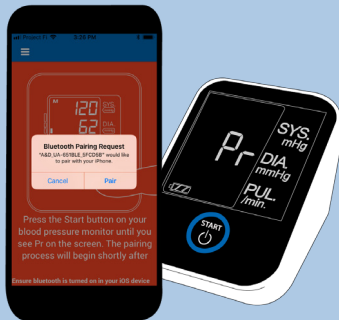 Project Fi
3:24 PM
M
120
SYS.
62
DIA.
Bluetooth Pairing Request
"A&D_UA-651BLE_5FCD5B" would like
to pair with your iPhone.
Cancel
Pair
Press the Start button on your
blood pressure monitor until you
see Pr on the screen. The pairing
process will begin shortly after
Ensure bluetooth is turned on in your iOS device
Pr
SYS.
mmHg
DIA.
mmHg
PUL.
/min.
START